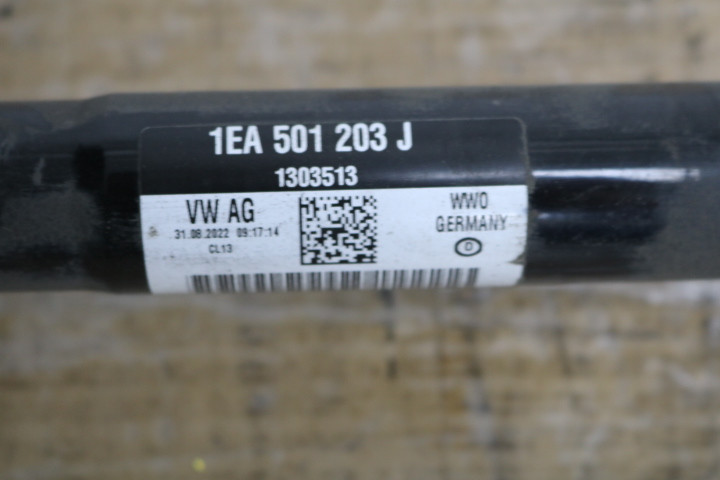 1EA 501 203 J
1303513
VW AG
31.08.2022 09:17:14
CL13
WWO
GERMANY
D